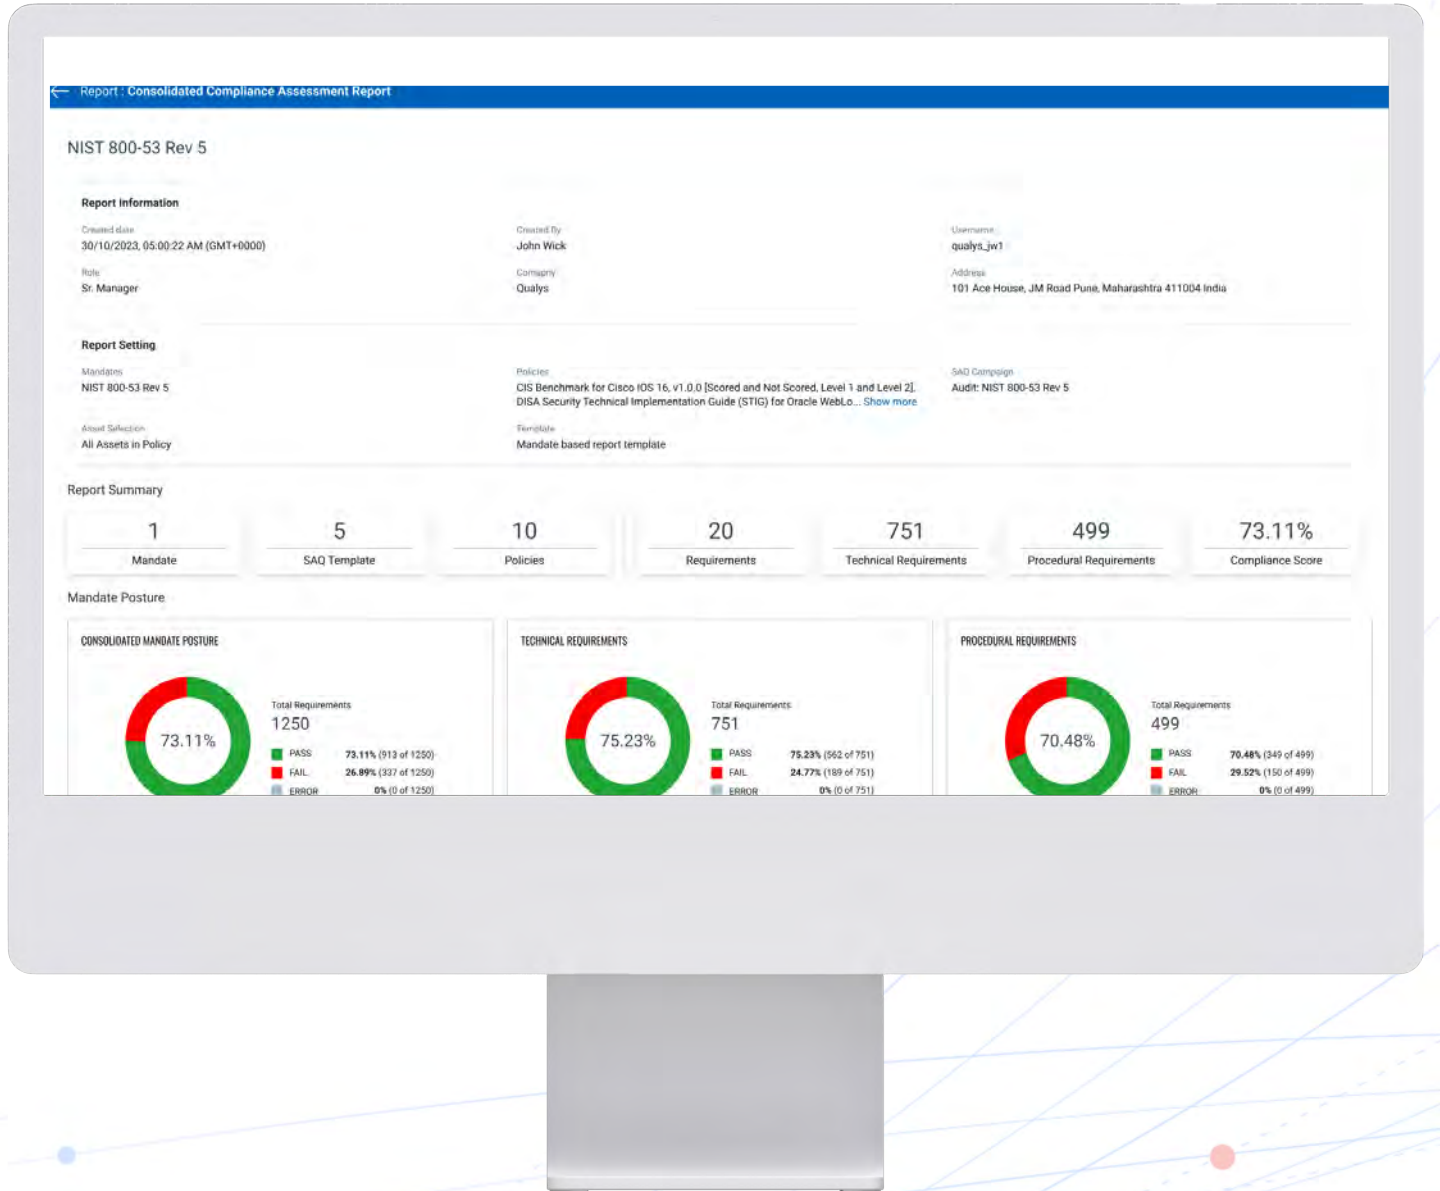 ← Report : Consolidated Compliance Assessment Report
NIST 800-53 Rev 5
Report Information
Created date
30/10/2023, 05:00:22 AM (GMT+0000)
Created By
John Wick
Username
qualys_jw1
Role
Sr. Manager
Comapny
Qualys
Address
101 Ace House, JM Road Pune, Maharashtra 411004 India
Report Setting
Mandates
NIST 800-53 Rev 5
Policies
CIS Benchmark for Cisco IOS 16, v1.0.0 [Scored and Not Scored, Level 1 and Level 2],
DISA Security Technical Implementation Guide (STIG) for Oracle WebLo... Show more
SAQ Campaign
Audit: NIST 800-53 Rev 5
Asset Selection
All Assets in Policy
Template
Mandate based report template
Report Summary
1
Mandate
5
SAQ Template
10
Policies
20
Requirements
751
Technical Requirements
499
Procedural Requirements
73.11%
Compliance Score
Mandate Posture
CONSOLIDATED MANDATE POSTURE
73.11%
Total Requirements
1250
PASS 73.11% (913 of 1250)
FAIL 26.89% (337 of 1250)
ERROR 0% (0 of 1250)
TECHNICAL REQUIREMENTS
75.23%
Total Requirements
751
PASS 75.23% (562 of 751)
FAIL 24.77% (189 of 751)
ERROR 0% (0 of 751)
PROCEDURAL REQUIREMENTS
70.48%
Total Requirements
499
PASS 70.48% (349 of 499)
FAIL 29.52% (150 of 499)
ERROR 0% (0 of 499)